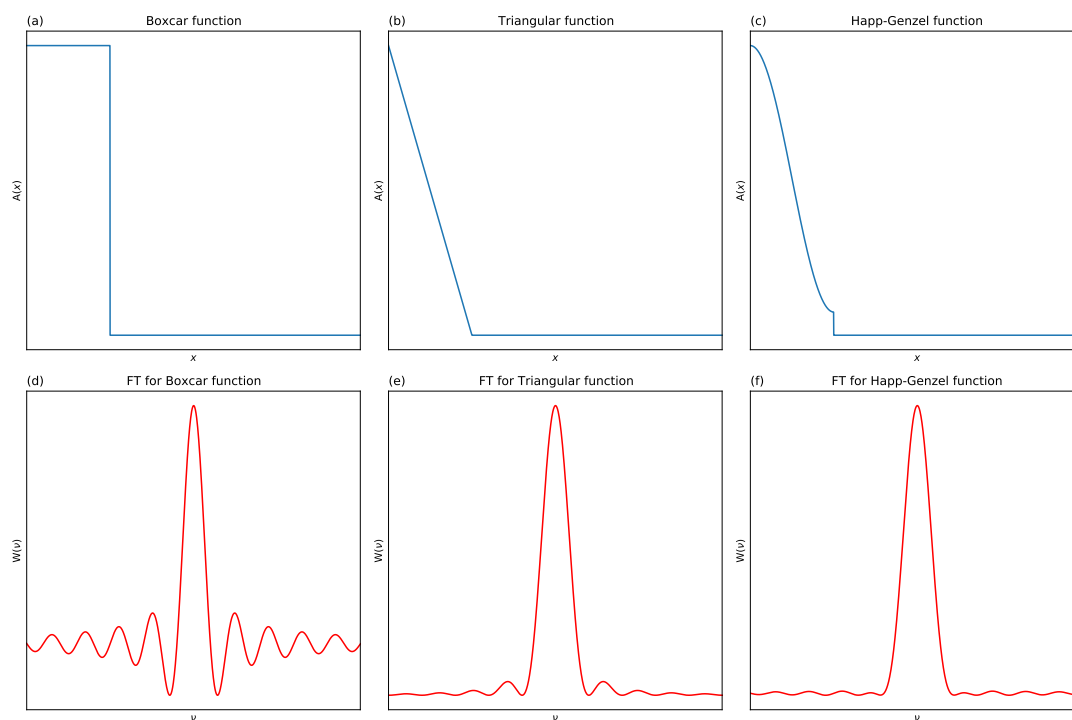 (a) Boxcar function
(b) Triangular function
(c) Happ-Genzel function
A(x)
A(x)
A(x)
x
x
x
(d) FT for Boxcar function
(e) FT for Triangular function
(f) FT for Happ-Genzel function
W(ν)
W(ν)
W(ν)
ν
ν
ν